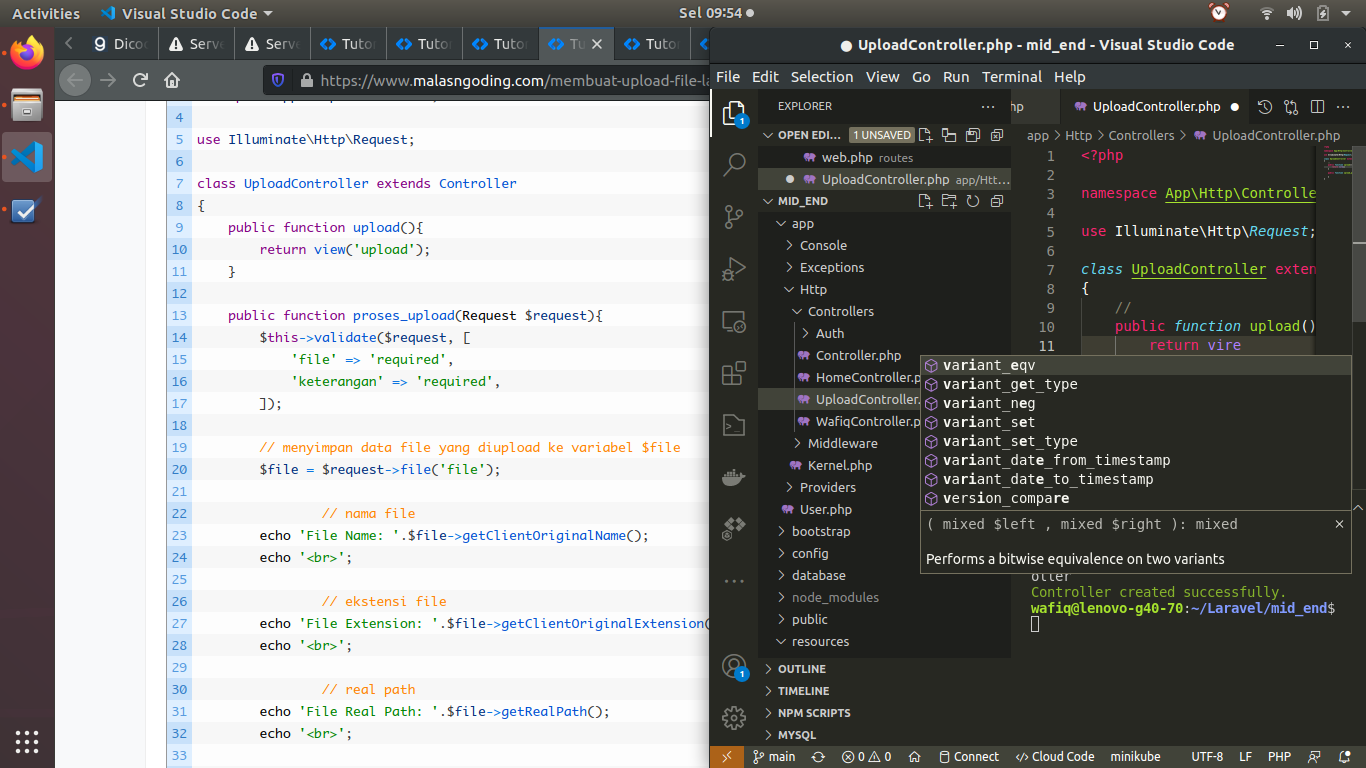 Activities
Visual Studio Code
Sel 09:54
Dico
Serv
Serv
Tutor
Tutor
Tutor
Tu
Tutor
https://www.malasngoding.com/membuat-upload-file-la
4
5 use Illuminate\Http\Request;
6
7 class UploadController extends Controller
8 {
9 public function upload(){
10 return view('upload');
11 }
12
13 public function proses_upload(Request $request){
14 $this->validate($request, [
15 'file' => 'required',
16 'keterangan' => 'required',
17 ]);
18
19 // menyimpan data file yang diupload ke variabel $file
20 $file = $request->file('file');
21
22 // nama file
23 echo 'File Name: '.$file->getClientOriginalName();
24 echo '<br>';
25
26 // ekstensi file
27 echo 'File Extension: '.$file->getClientOriginalExtension(
28 echo '<br>';
29
30 // real path
31 echo 'File Real Path: '.$file->getRealPath();
32 echo '<br>';
33
● UploadController.php - mid_end - Visual Studio Code
File Edit Selection View Go Run Terminal Help
EXPLORER
OPEN EDI...
1 UNSAVED
web.php routes
UploadController.php app/Htt...
MID_END
app
Console
Exceptions
Http
Controllers
Auth
Controller.php
HomeController.p
UploadController.
WafiqController.p
Middleware
Kernel.php
Providers
User.php
bootstrap
config
database
node_modules
public
resources
OUTLINE
TIMELINE
NPM SCRIPTS
MYSQL
hp
UploadController.php
app > Http > Controllers > UploadController.php
1 <?php
2
3 namespace App\Http\Controlle
4
5 use Illuminate\Http\Request;
6
7 class UploadController exten
8 {
9 //
10 public function upload()
11 return vire
variant_eqv
variant_get_type
variant_neg
variant_set
variant_set_type
variant_date_from_timestamp
variant_date_to_timestamp
version_compare
( mixed $left , mixed $right ): mixed
Performs a bitwise equivalence on two variants
oller
Controller created successfully.
wafiq@lenovo-g40-70:~/Laravel/mid_end$
1
1
main
0
0
Connect
Cloud Code
minikube
UTF-8
LF
PHP